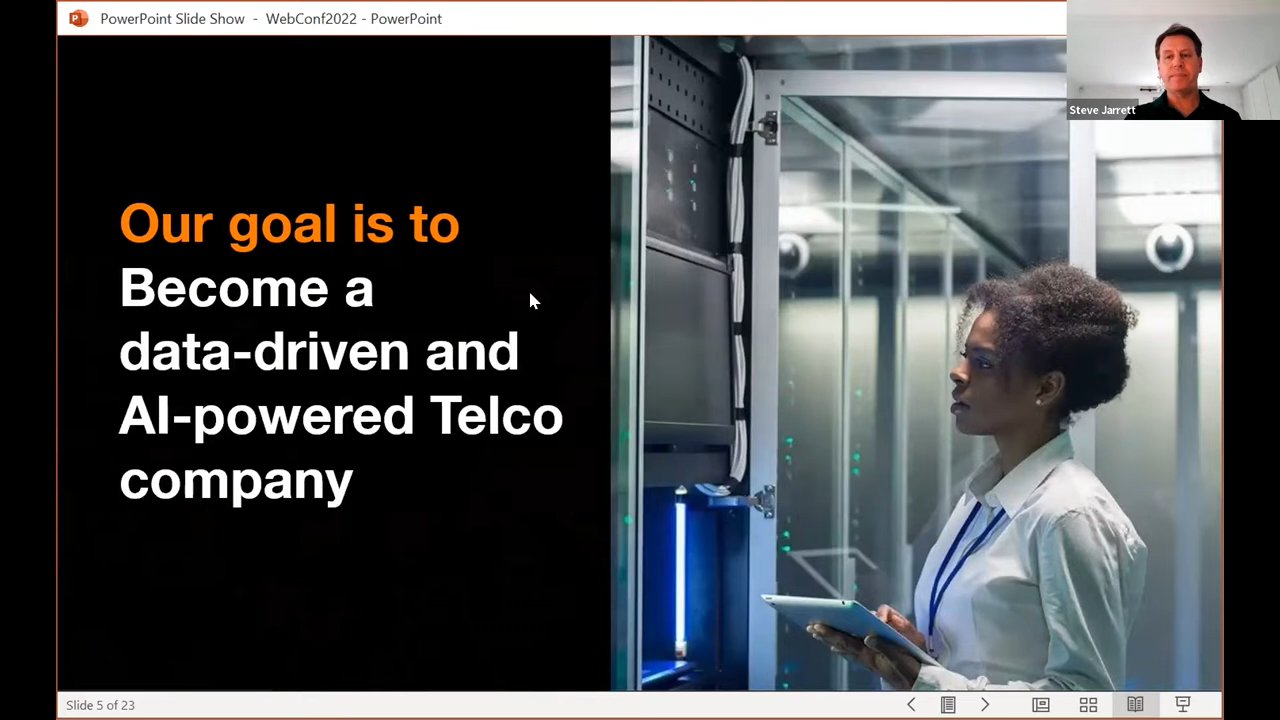 PowerPoint Slide Show - WebConf2022 - PowerPoint
Steve Jarrett
Our goal is to
Become a
data-driven and
AI-powered Telco
company
Slide 5 of 23